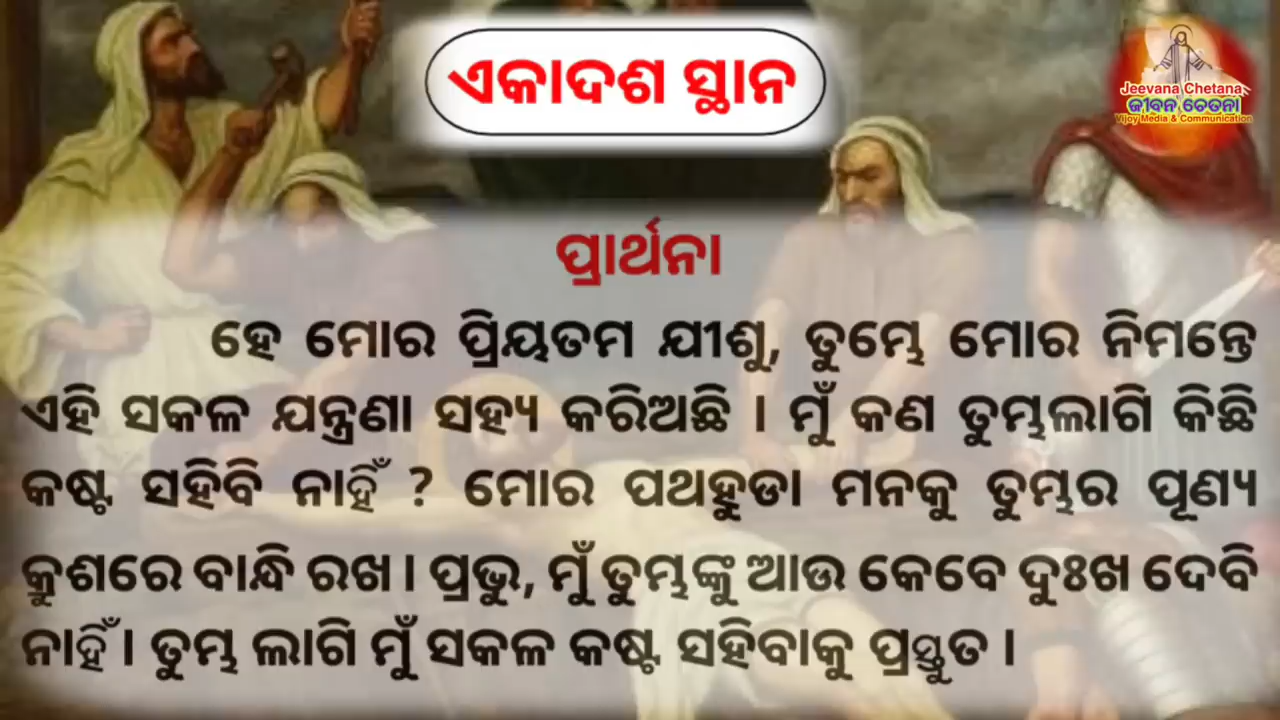 ଏକାଦଶ ସ୍ଥାନ
Jeevana Chetana
ଜୀବନ ଚେତନା
Vijoy Media & Communication
ପ୍ରାର୍ଥନା
ହେ ମୋର ପ୍ରିୟତମ ଯୀଶୁ, ତୁମ୍ଭେ ମୋର ନିମନ୍ତେ
ଏହି ସକଳ ଯନ୍ତ୍ରଣା ସହ୍ୟ କରିଅଛି । ମୁଁ କଣ ତୁମ୍ଭଲାଗି କିଛି
କଷ୍ଟ ସହିବି ନାହିଁ ? ମୋର ପଥହୁଡା ମନକୁ ତୁମ୍ଭର ପୂଣ୍ୟ
କ୍ରୁଶରେ ବାନ୍ଧି ରଖ । ପ୍ରଭୁ, ମୁଁ ତୁମ୍ଭଙ୍କୁ ଆଉ କେବେ ଦୁଃଖ ଦେବି
ନାହିଁ । ତୁମ୍ଭ ଲାଗି ମୁଁ ସକଳ କଷ୍ଟ ସହିବାକୁ ପ୍ରସ୍ତୁତ ।